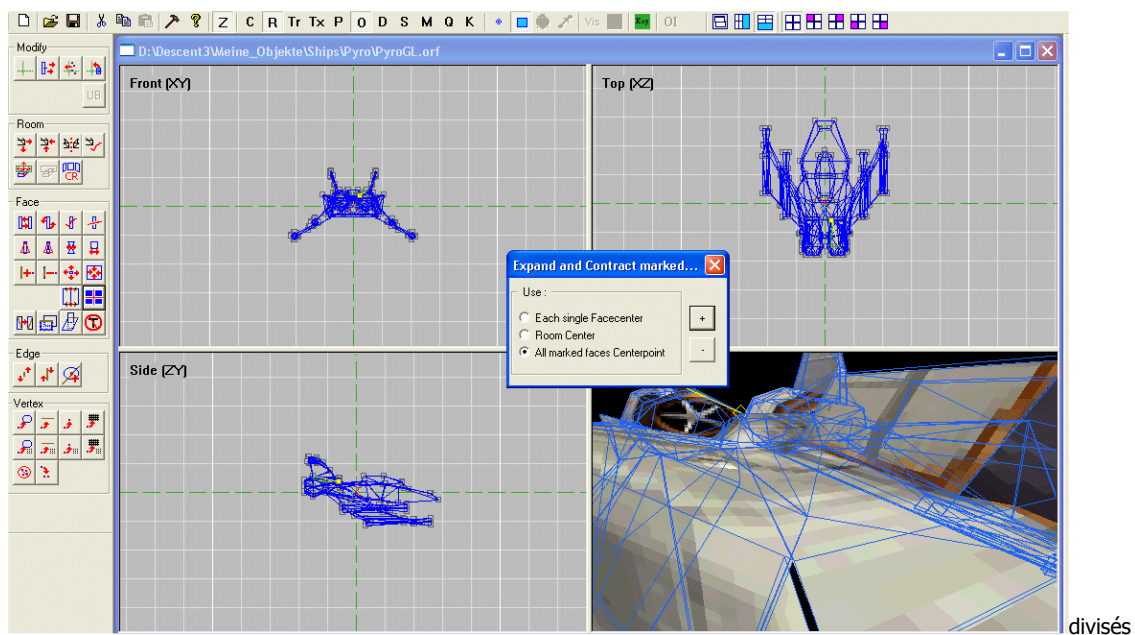 Z C R Tr Tx P O D S M Q K Vis Key OI
Modify
D:\Descent3\Meine_Objekte\Ships\Pyro\PyroGL.orf
Front (XY)
Top (XZ)
UB
Room
CR
Face
Expand and Contract marked...
Use :
Each single Facecenter
+
Room Center
All marked faces Centerpoint
-
Edge
Side (ZY)
Vertex
divisés